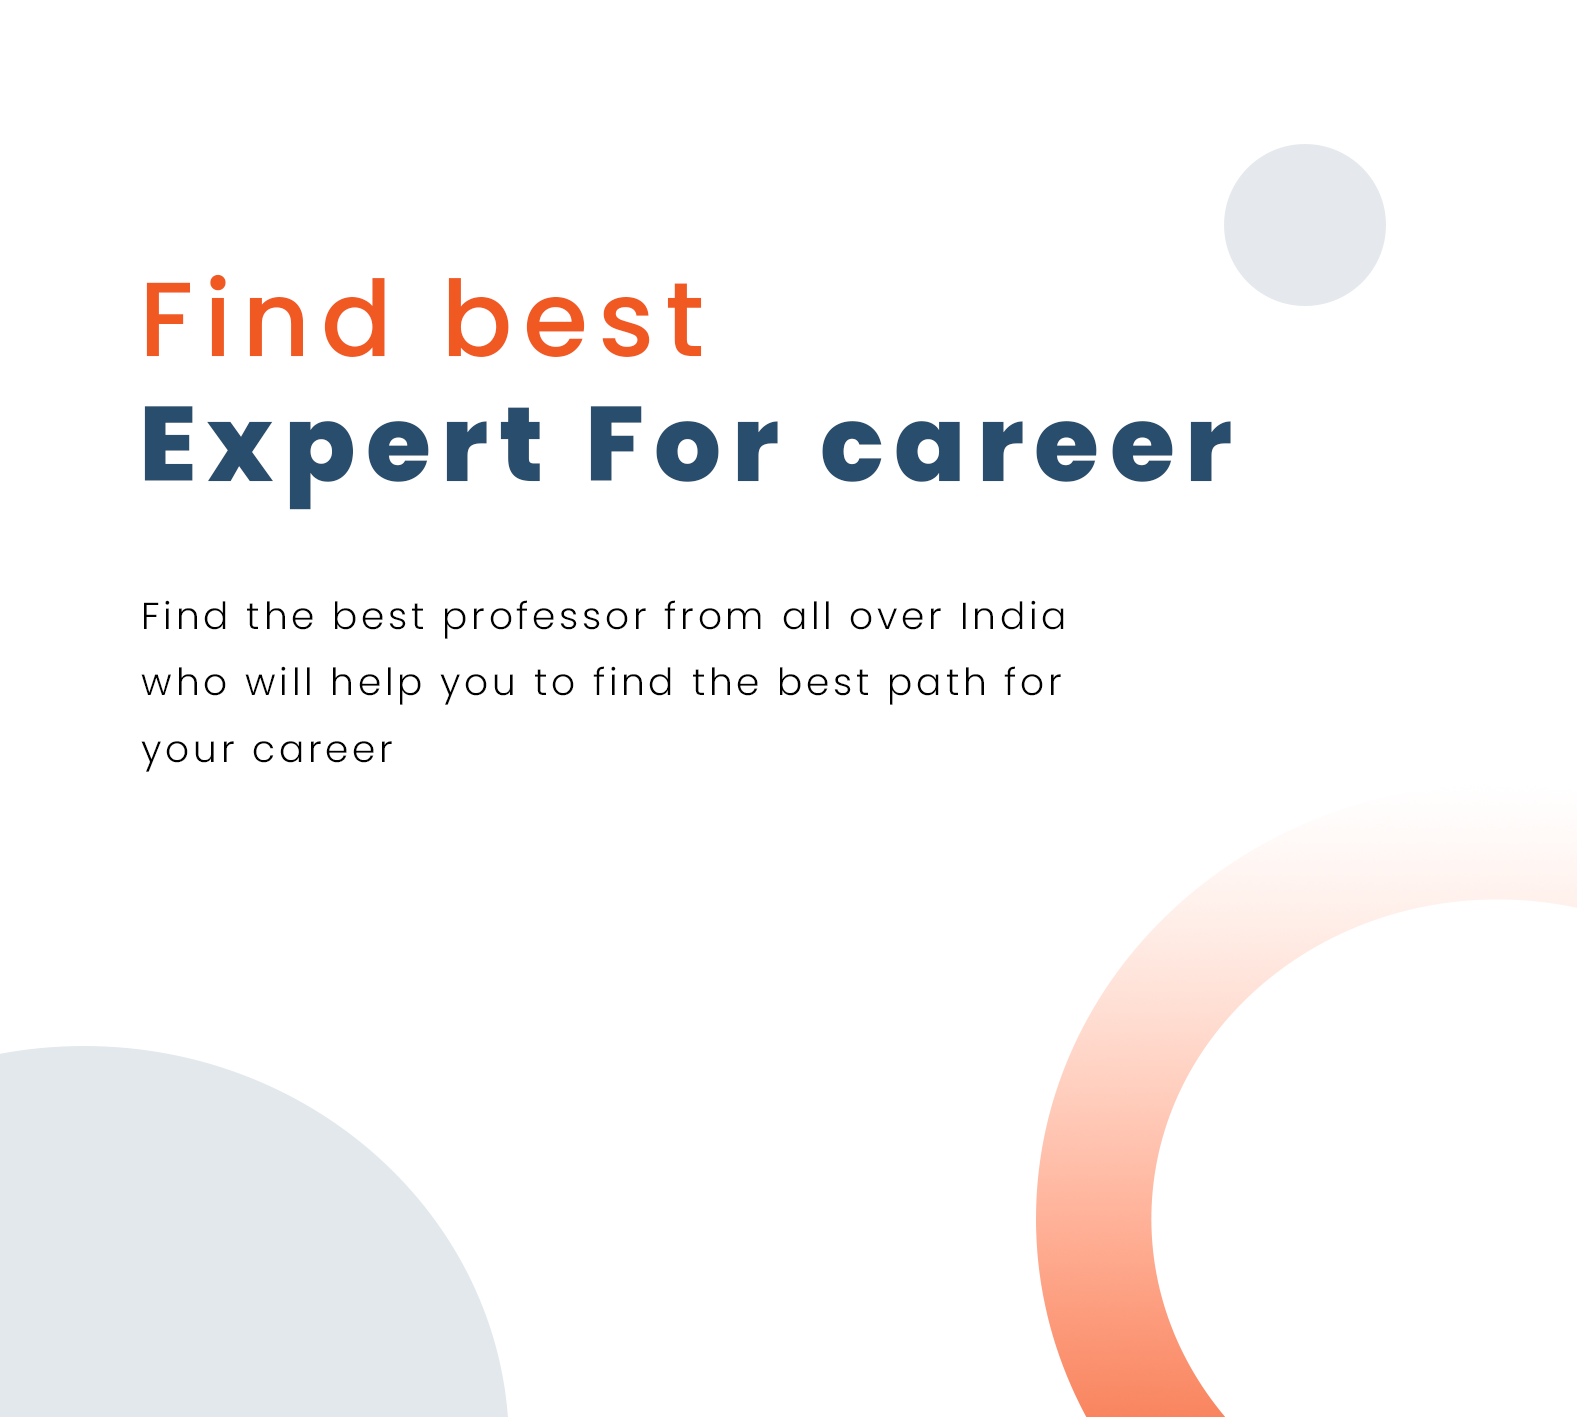 Find best
Expert For career
Find the best professor from all over India
who will help you to find the best path for
your career